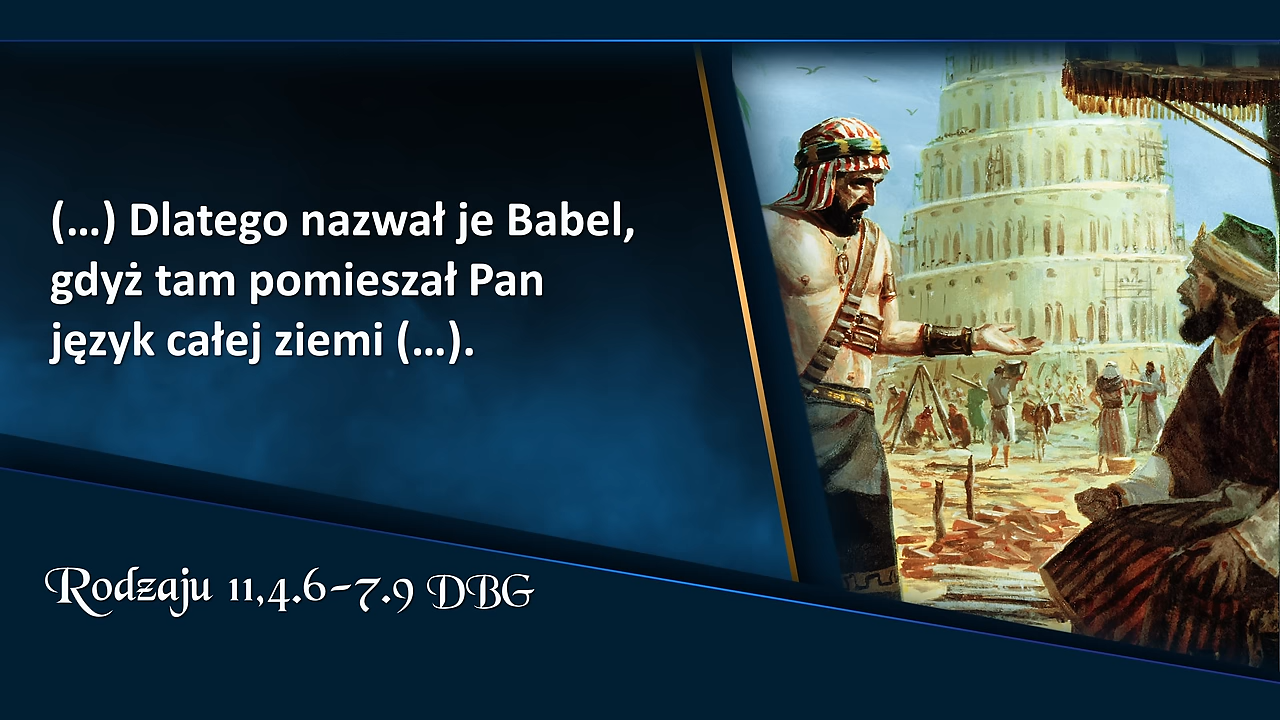 (...) Dlatego nazwał je Babel,
gdyż tam pomieszał Pan
język całej ziemi (...).
Rodzaju 11,4.6-7.9 DBG